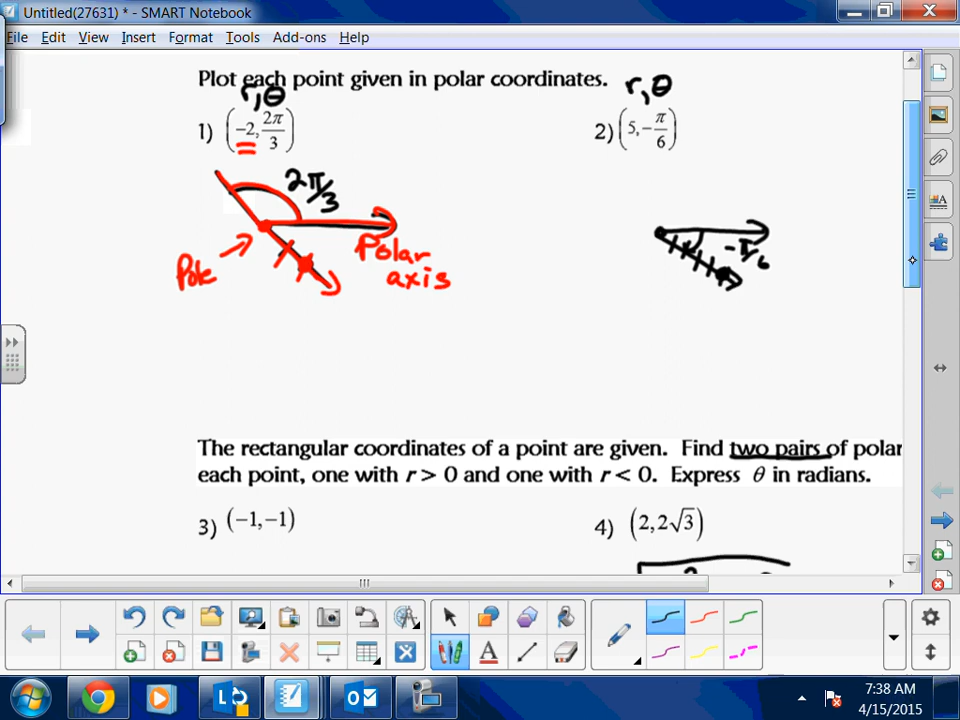 Untitled(27631) * - SMART Notebook
File Edit View Insert Format Tools Add-ons Help
Plot each point given in polar coordinates.
r, θ
r, θ
1) (-2, 2π/3)
2) (5, -π/6)
2π/3
Polar axis
Pole
-π/6
The rectangular coordinates of a point are given. Find two pairs of polar
each point, one with r > 0 and one with r < 0. Express θ in radians.
3) (-1, -1)
4) (2, 2√3)
A
7:38 AM
4/15/2015